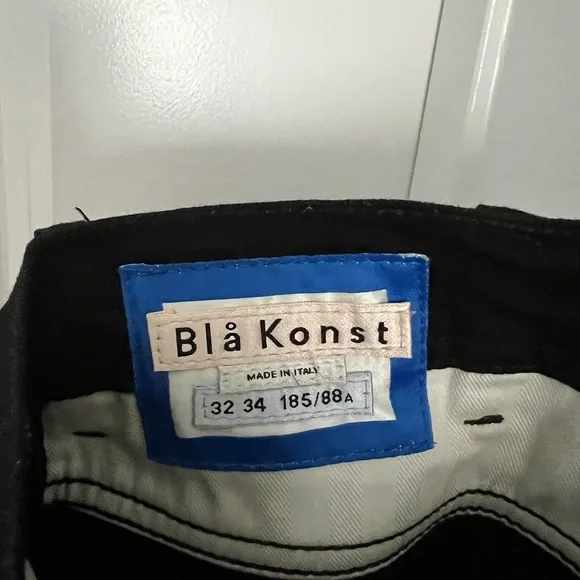 Blå Konst
MADE IN ITALY
32 34 185/88A